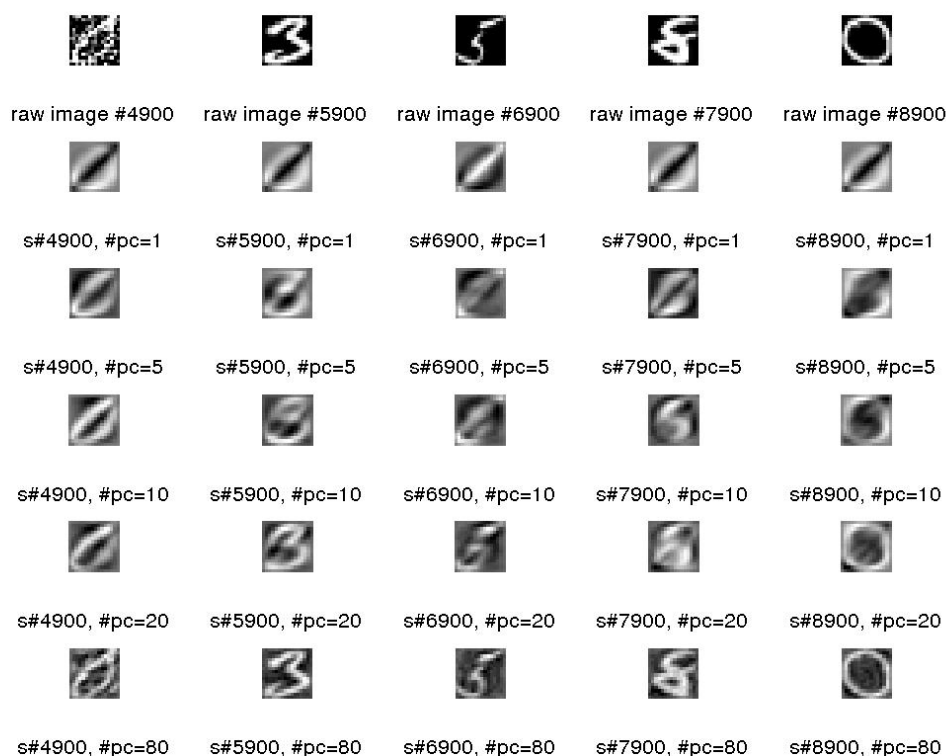 raw image #4900 raw image #5900 raw image #6900 raw image #7900 raw image #8900
s#4900, #pc=1 s#5900, #pc=1 s#6900, #pc=1 s#7900, #pc=1 s#8900, #pc=1
s#4900, #pc=5 s#5900, #pc=5 s#6900, #pc=5 s#7900, #pc=5 s#8900, #pc=5
s#4900, #pc=10 s#5900, #pc=10 s#6900, #pc=10 s#7900, #pc=10 s#8900, #pc=10
s#4900, #pc=20 s#5900, #pc=20 s#6900, #pc=20 s#7900, #pc=20 s#8900, #pc=20
s#4900, #pc=80 s#5900, #pc=80 s#6900, #pc=80 s#7900, #pc=80 s#8900, #pc=80